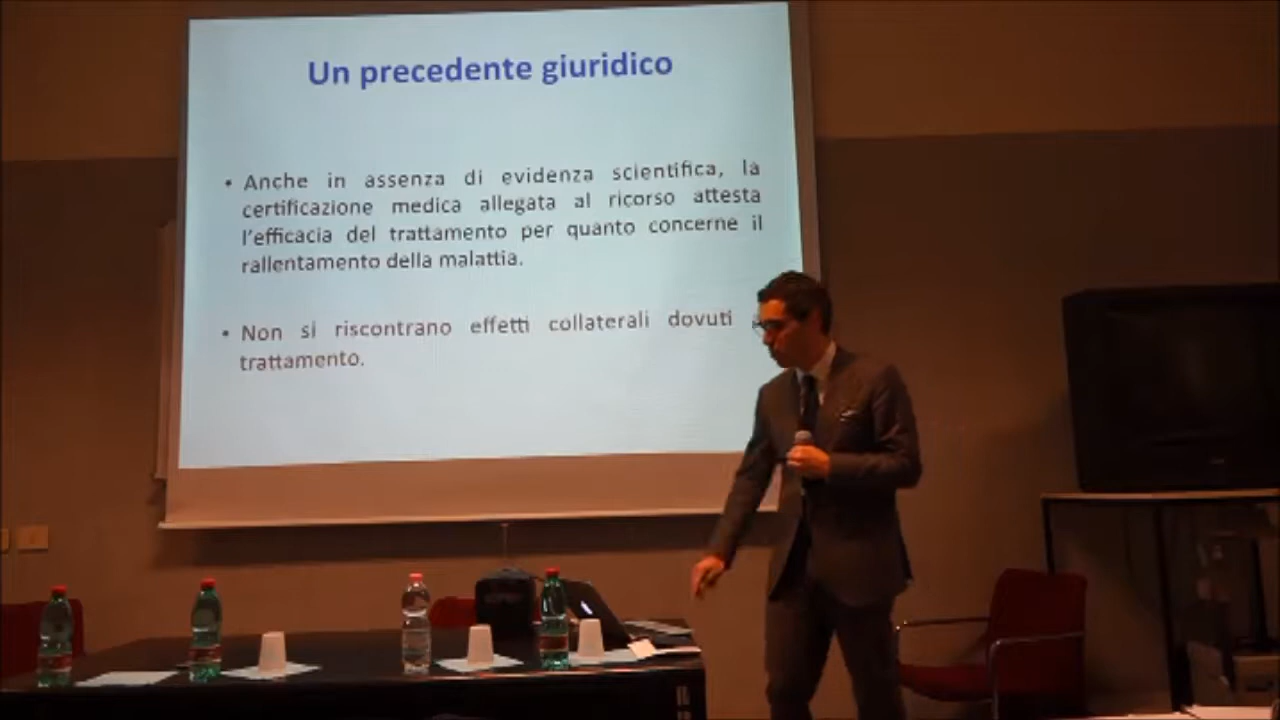 Un precedente giuridico
• Anche in assenza di evidenza scientifica, la
certificazione medica allegata al ricorso attesta
l'efficacia del trattamento per quanto concerne il
rallentamento della malattia.
• Non si riscontrano effetti collaterali dovuti
trattamento.